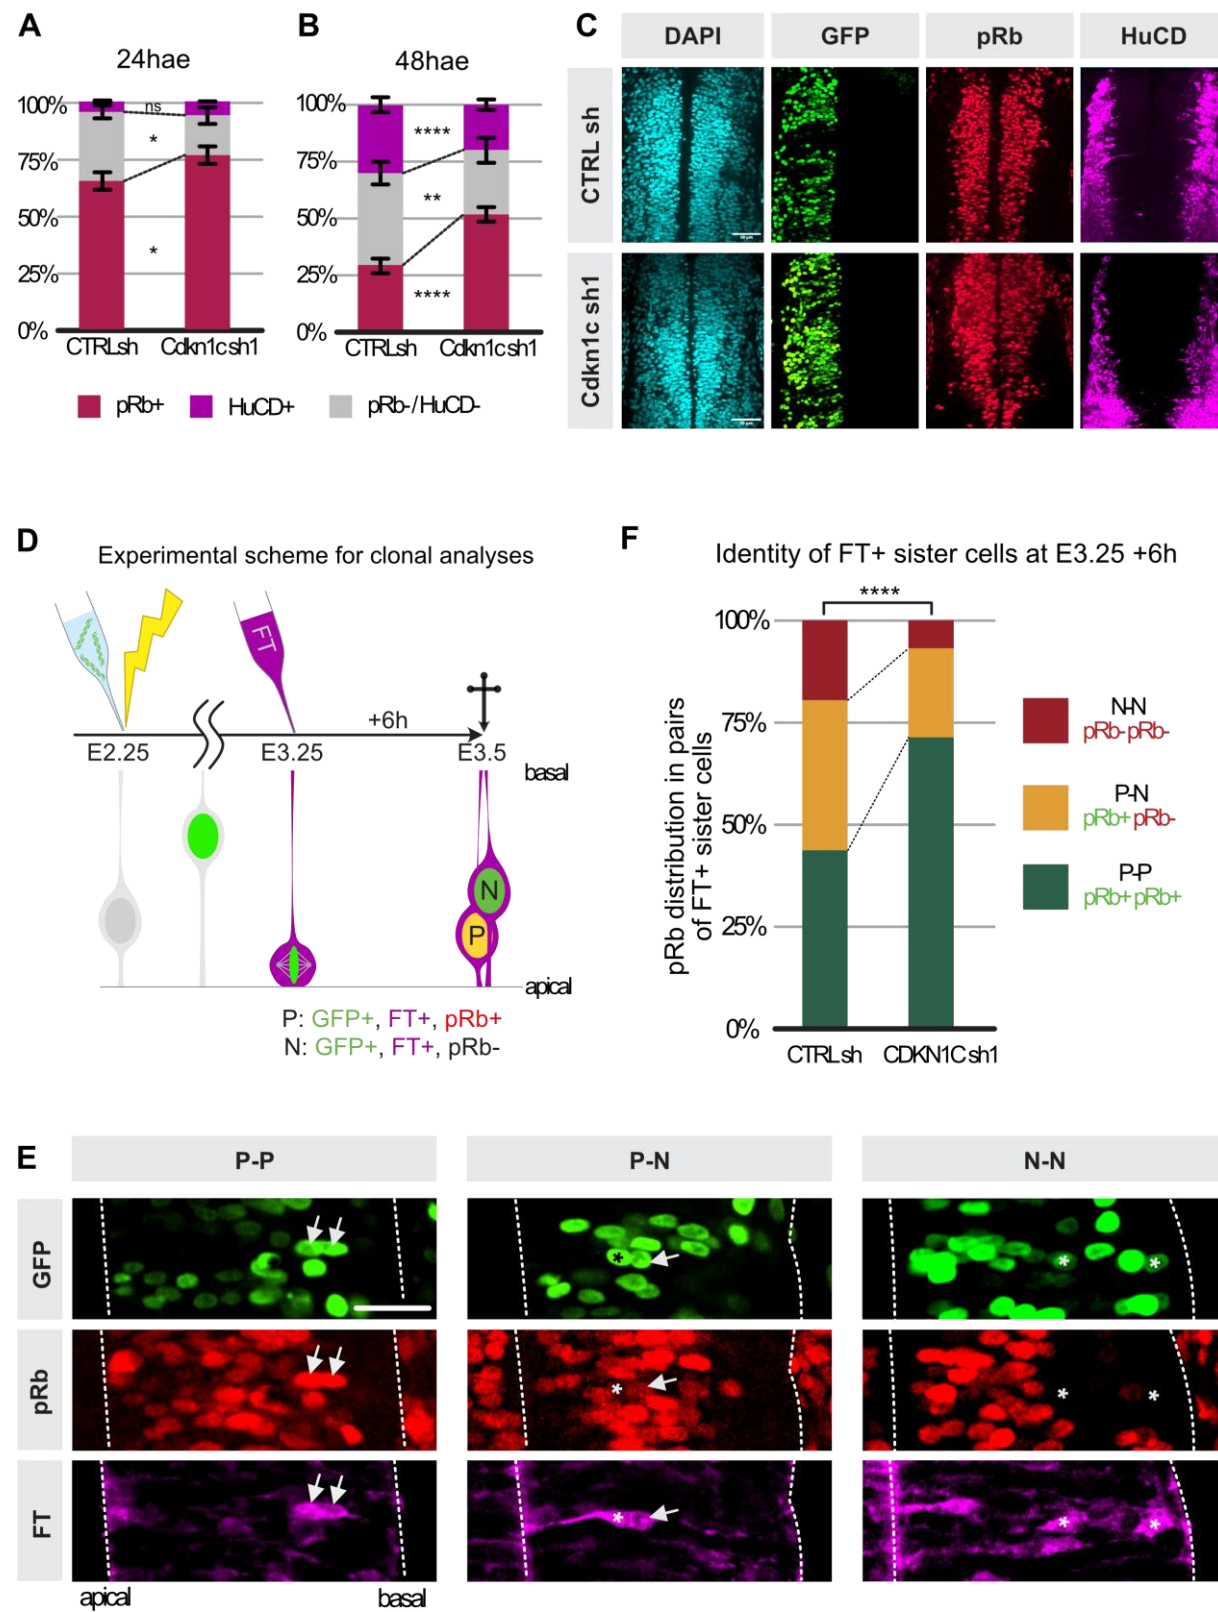 A
24hae
100%
75%
50%
25%
0%
ns
*
*
CTRLsh
Cdkn1csh1
B
48hae
100%
75%
50%
25%
0%
****
**
****
CTRLsh
Cdkn1csh1
pRb+
HuCD+
pRb-/HuCD-
C
DAPI
GFP
pRb
HuCD
CTRL sh
Cdkn1c sh1
D
Experimental scheme for clonal analyses
FT
+6h
E2.25
E3.25
E3.5
basal
N
P
apical
P: GFP+, FT+, pRb+
N: GFP+, FT+, pRb-
F
Identity of FT+ sister cells at E3.25 +6h
****
pRb distribution in pairs
of FT+ sister cells
100%
75%
50%
25%
0%
CTRLsh
CDKN1Csh1
N-N
pRb-pRb-
P-N
pRb+pRb-
P-P
pRb+pRb+
E
P-P
P-N
N-N
GFP
*
* *
pRb
*
* *
FT
*
* *
apical
basal